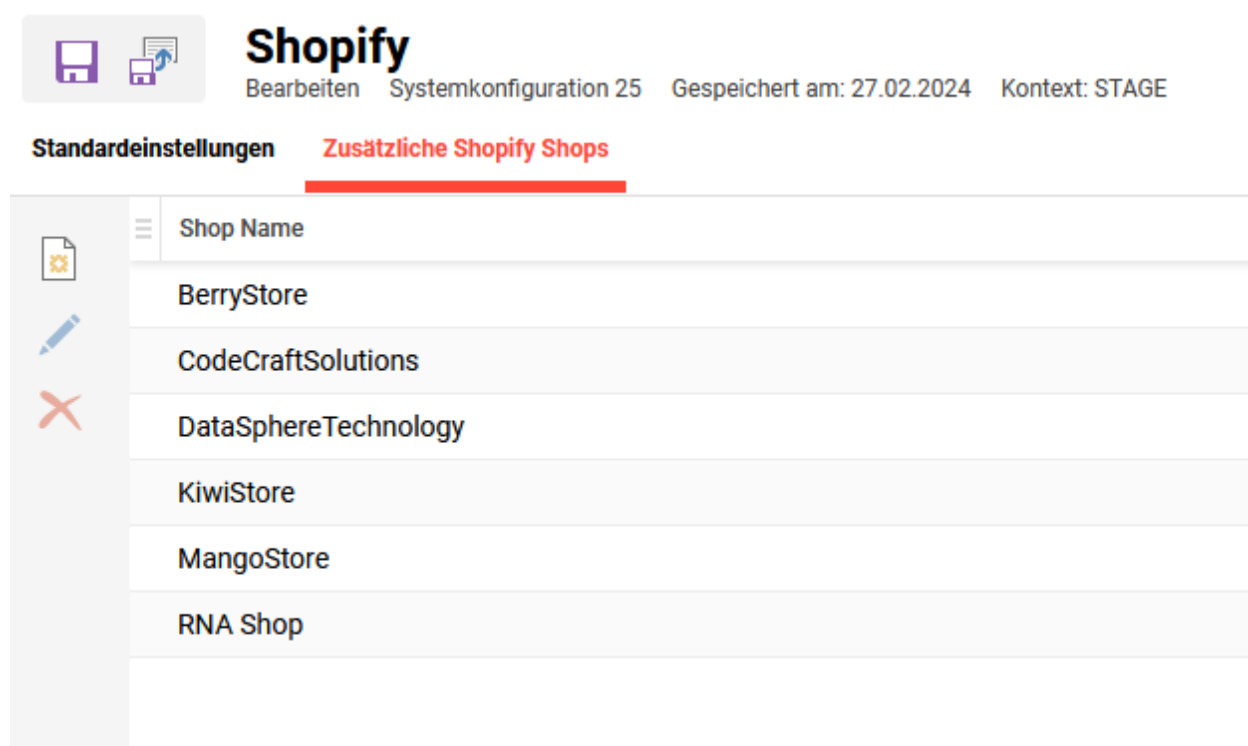 Shopify
Bearbeiten Systemkonfiguration 25 Gespeichert am: 27.02.2024 Kontext: STAGE
Standardeinstellungen Zusätzliche Shopify Shops
Shop Name
BerryStore
CodeCraftSolutions
DataSphereTechnology
KiwiStore
MangoStore
RNA Shop